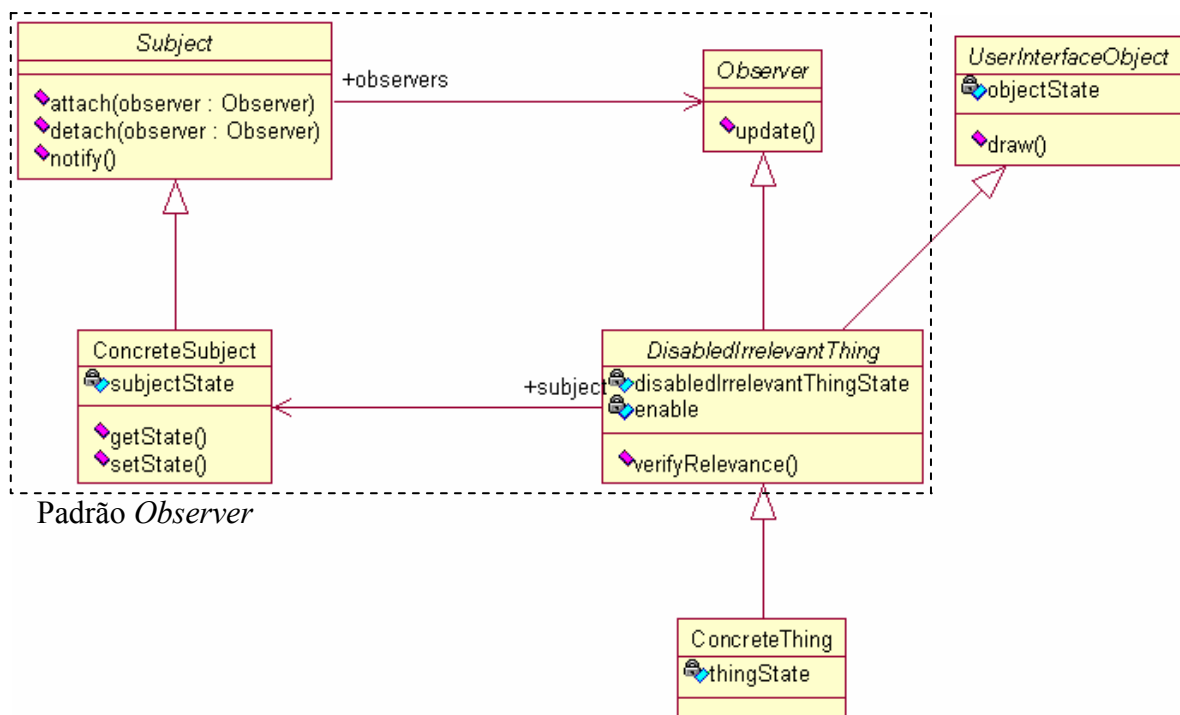 Subject
attach(observer : Observer)
detach(observer : Observer)
notify()
+observers
Observer
update()
UserInterfaceObject
objectState
draw()
ConcreteSubject
subjectState
getState()
setState()
+subject
DisabledIrrelevantThing
disabledIrrelevantThingState
enable
verifyRelevance()
Padrão Observer
ConcreteThing
thingState